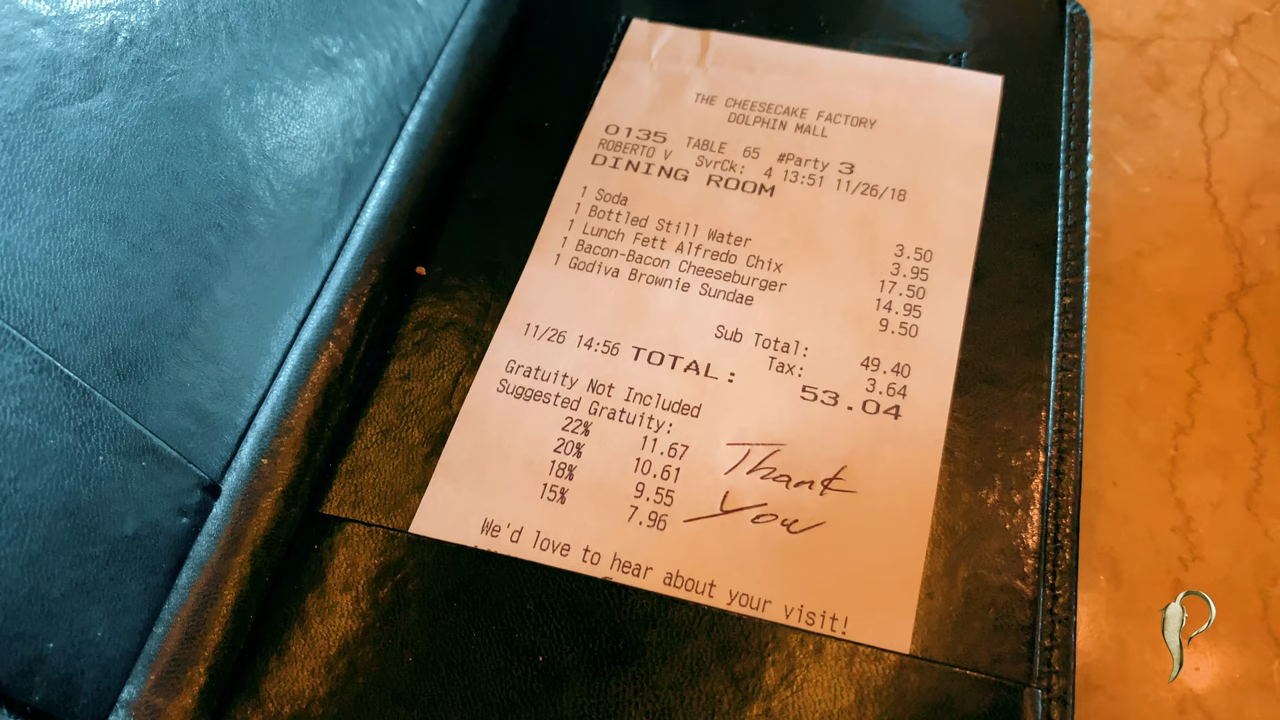 THE CHEESECAKE FACTORY
DOLPHIN MALL
0135 TABLE 65 #Party 3
ROBERTO V SvrCk: 4 13:51 11/26/18
DINING ROOM
1 Soda 3.50
1 Bottled Still Water 3.95
1 Lunch Fett Alfredo Chix 17.50
1 Bacon-Bacon Cheeseburger 14.95
1 Godiva Brownie Sundae 9.50
Sub Total: 49.40
Tax: 3.64
11/26 14:56 TOTAL: 53.04
Gratuity Not Included
Suggested Gratuity:
22% 11.67
20% 10.61
18% 9.55
15% 7.96
Thank
You
We'd love to hear about your visit!